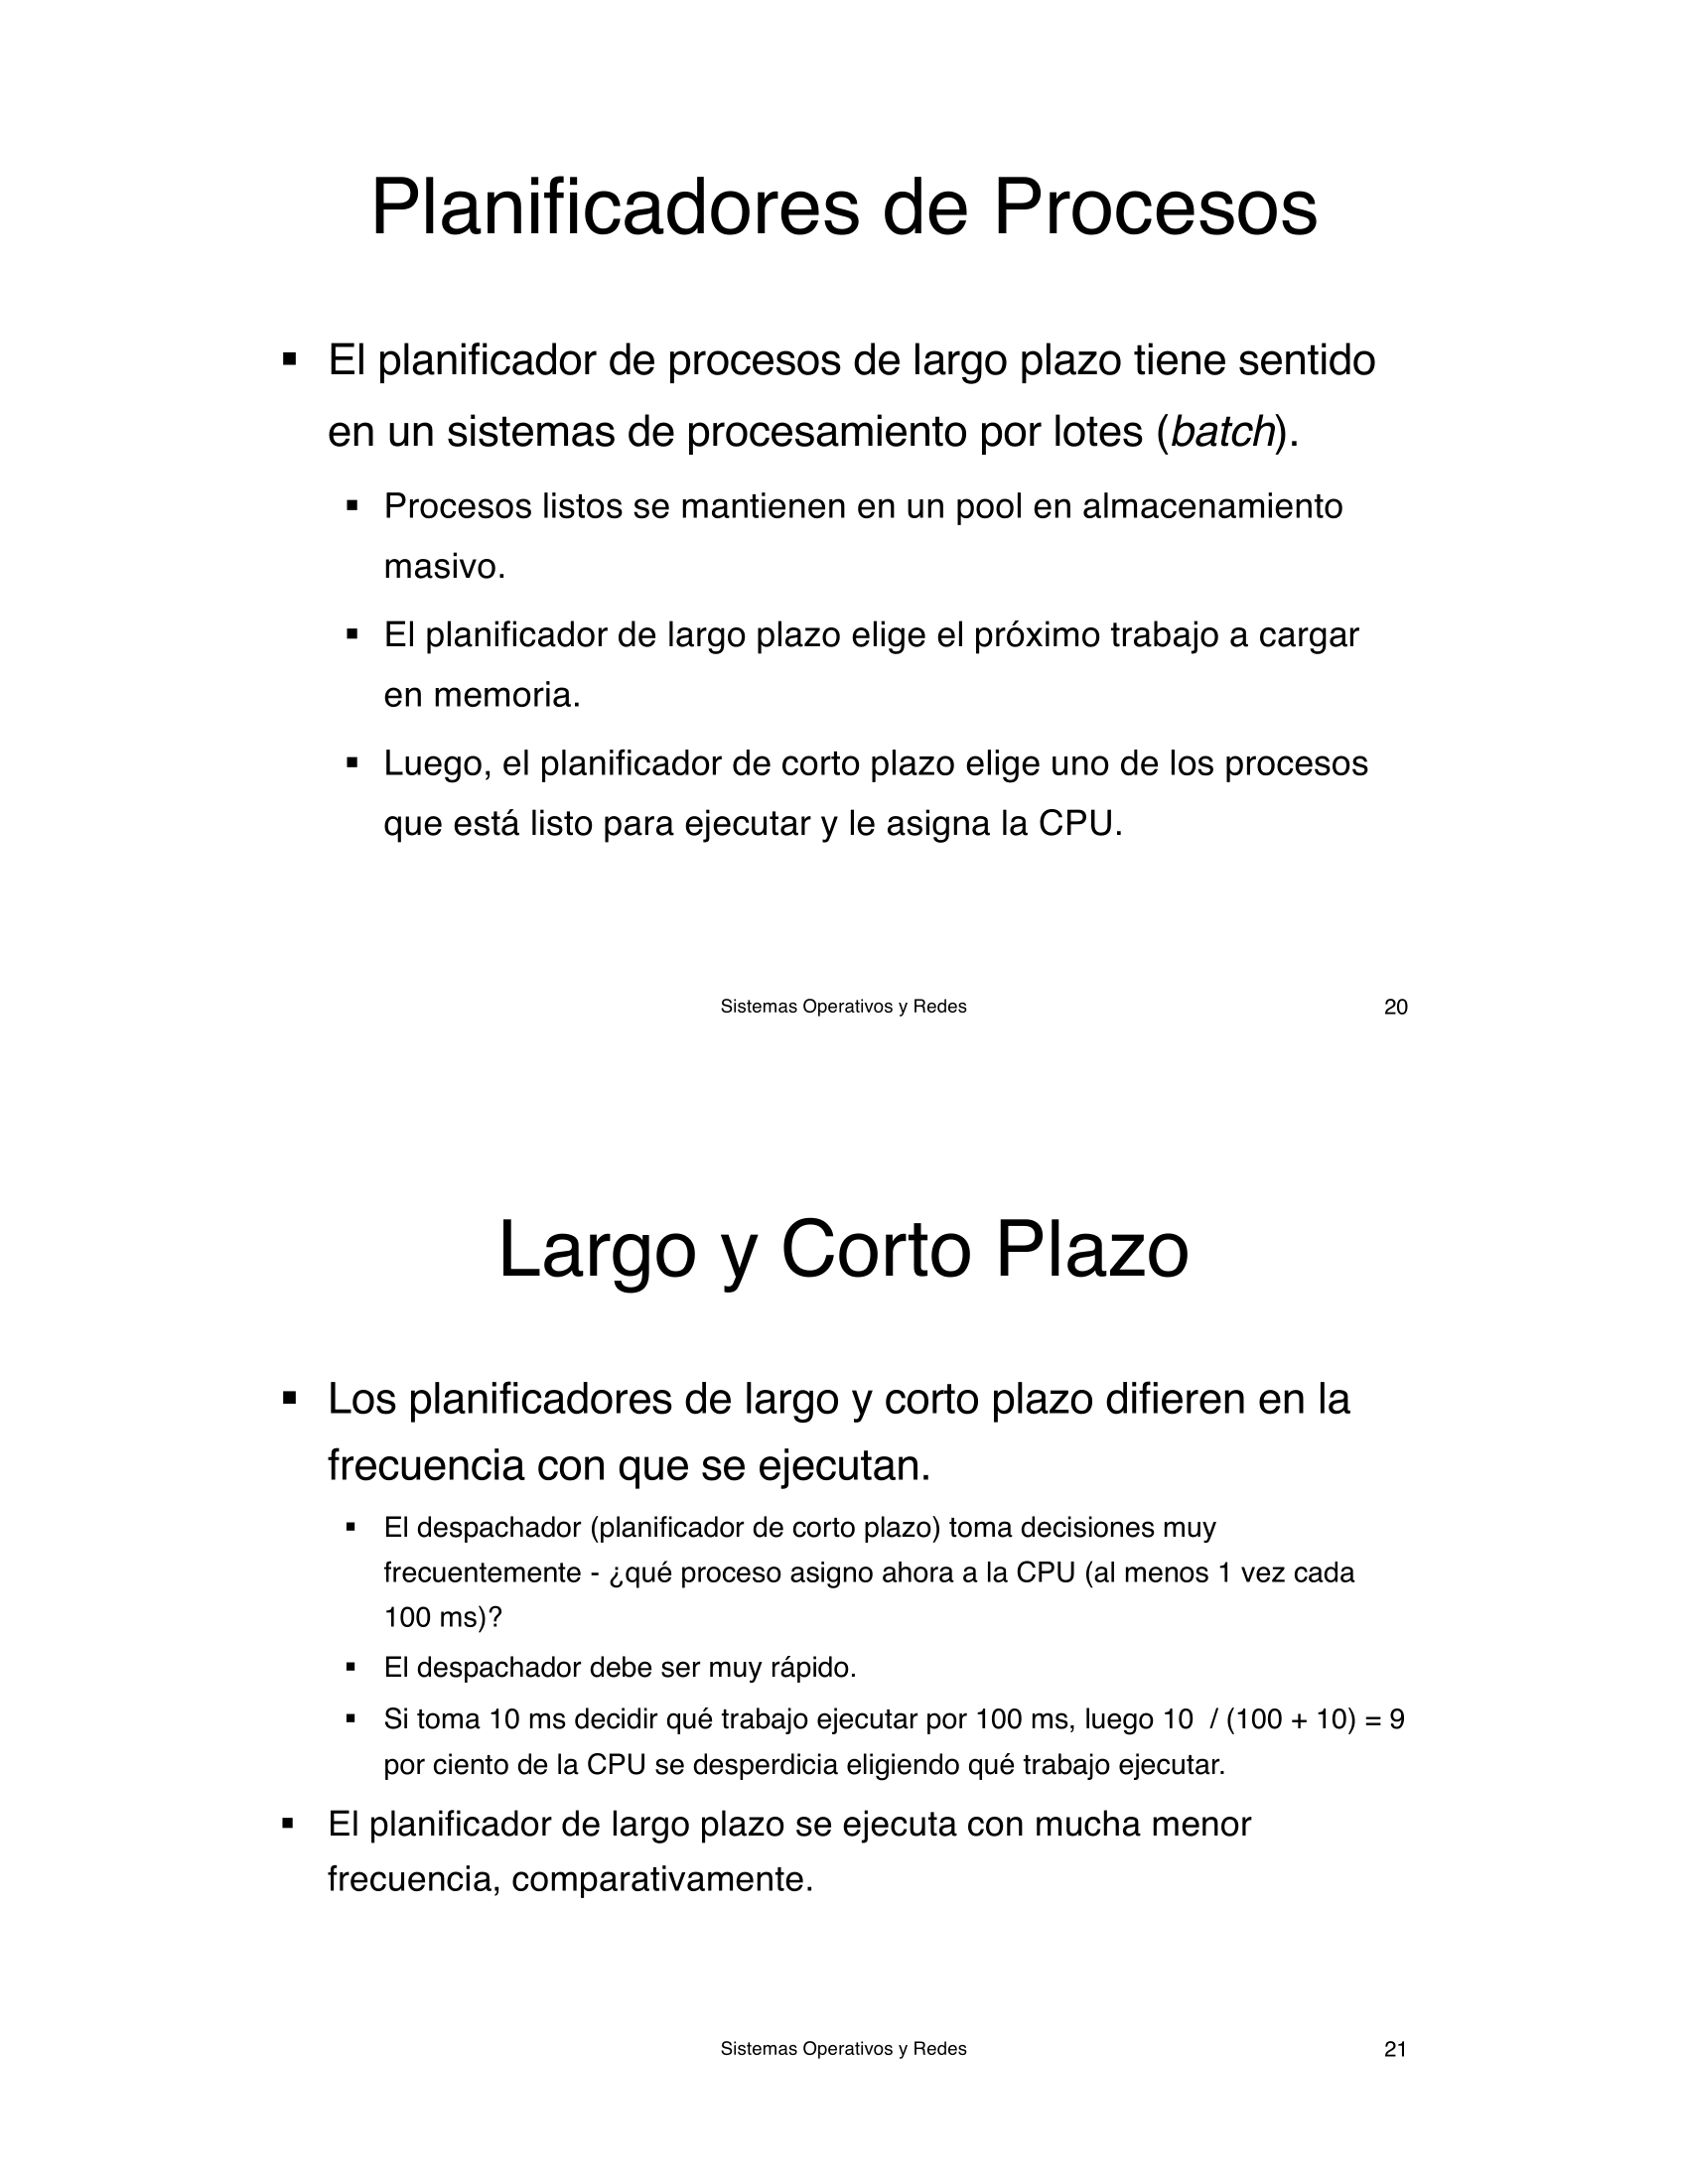 Planificadores de Procesos
▪ El planificador de procesos de largo plazo tiene sentido
en un sistemas de procesamiento por lotes (batch).
▪ Procesos listos se mantienen en un pool en almacenamiento
masivo.
▪ El planificador de largo plazo elige el próximo trabajo a cargar
en memoria.
▪ Luego, el planificador de corto plazo elige uno de los procesos
que está listo para ejecutar y le asigna la CPU.
Sistemas Operativos y Redes 20
Largo y Corto Plazo
▪ Los planificadores de largo y corto plazo difieren en la
frecuencia con que se ejecutan.
▪ El despachador (planificador de corto plazo) toma decisiones muy
frecuentemente - ¿qué proceso asigno ahora a la CPU (al menos 1 vez cada
100 ms)?
▪ El despachador debe ser muy rápido.
▪ Si toma 10 ms decidir qué trabajo ejecutar por 100 ms, luego 10  / (100 + 10) = 9
por ciento de la CPU se desperdicia eligiendo qué trabajo ejecutar.
▪ El planificador de largo plazo se ejecuta con mucha menor
frecuencia, comparativamente.
Sistemas Operativos y Redes 21